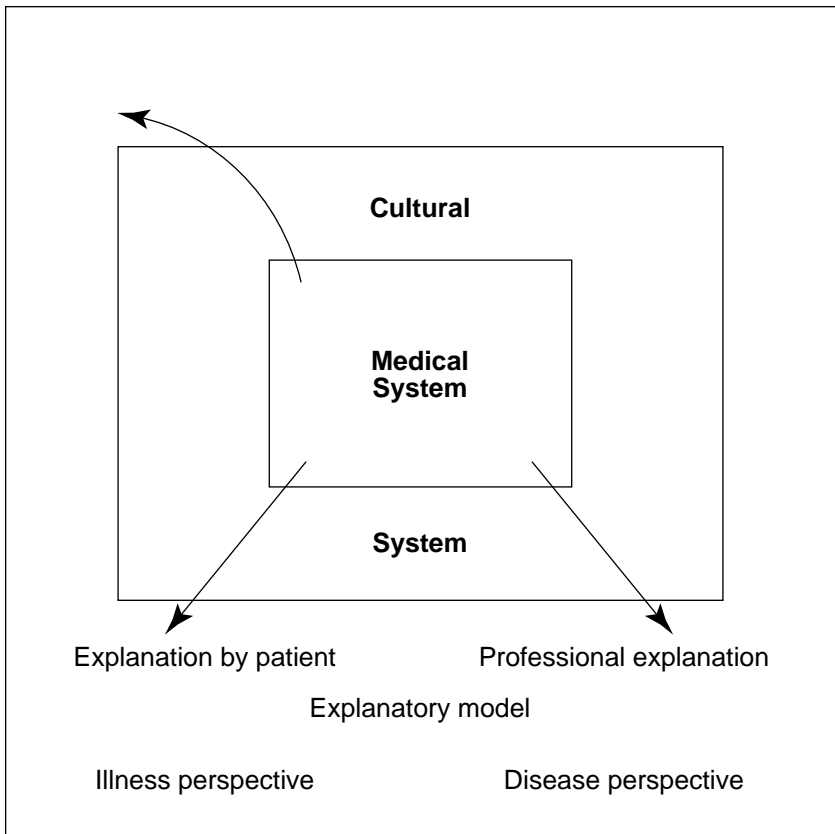 Cultural
Medical
System
System
Explanation by patient
Professional explanation
Explanatory model
Illness perspective
Disease perspective